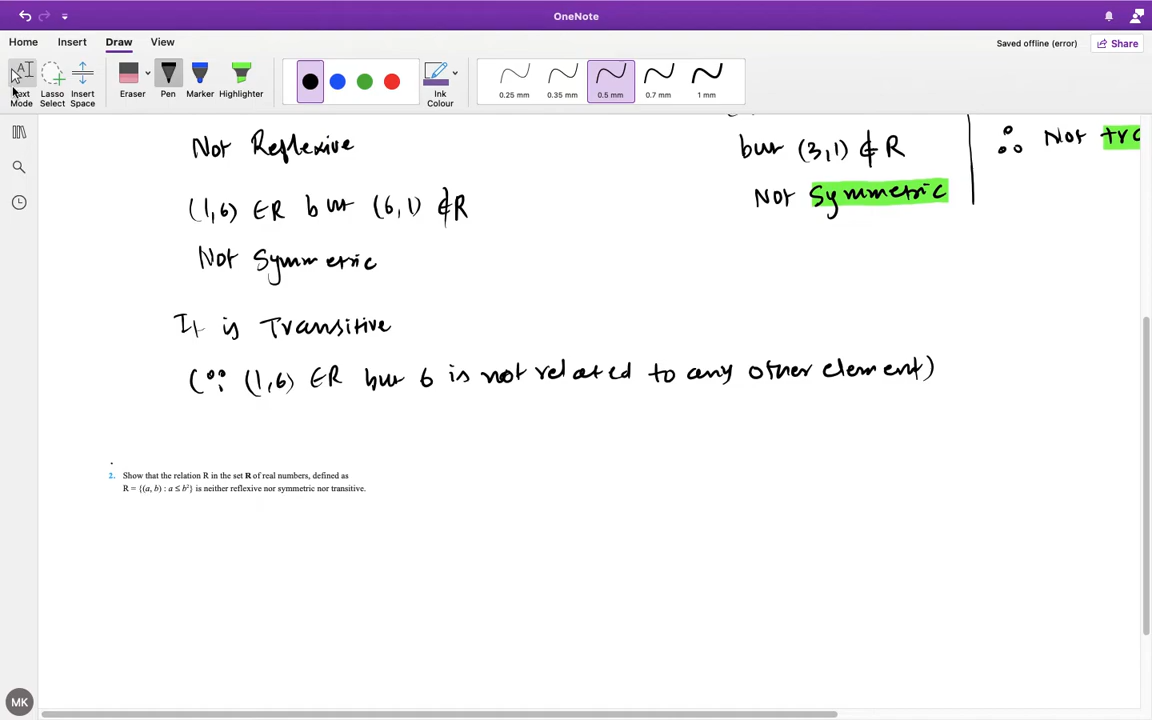 OneNote
Home Insert Draw View
Saved offline (error) Share
Text Mode
Lasso Select
Insert Space
Eraser
Pen
Marker
Highlighter
Ink Colour
0.25 mm 0.35 mm 0.5 mm 0.7 mm 1 mm
Not Reflexive
(1,6) ∈R but (6,1) ∉R
Not Symmetric
It is Transitive
(∵ (1,6) ∈R but 6 is not related to any other element)
but (3,1) ∉ R
Not Symmetric
∴ Not
2. Show that the relation R in the set R of real numbers, defined as
R = {(a, b) : a ≤ b²} is neither reflexive nor symmetric nor transitive.
MK